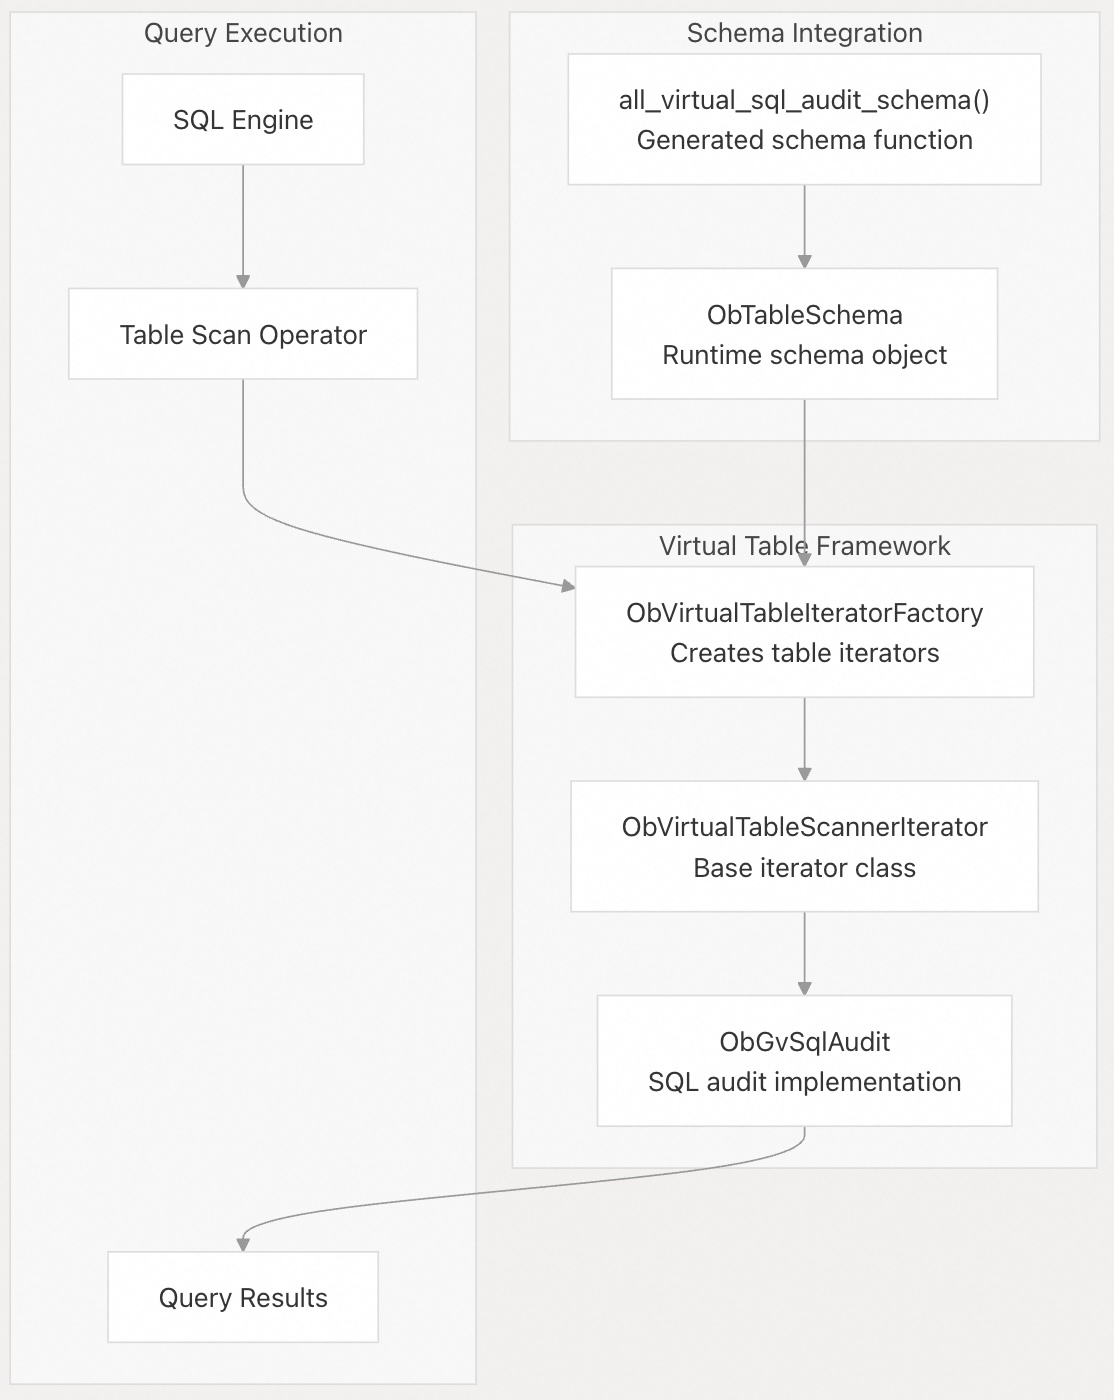 Query Execution
SQL Engine
Table Scan Operator
Schema Integration
all_virtual_sql_audit_schema()
Generated schema function
ObTableSchema
Runtime schema object
Virtual Table Framework
ObVirtualTableIteratorFactory
Creates table iterators
ObVirtualTableScannerIterator
Base iterator class
ObGvSqlAudit
SQL audit implementation
Query Results